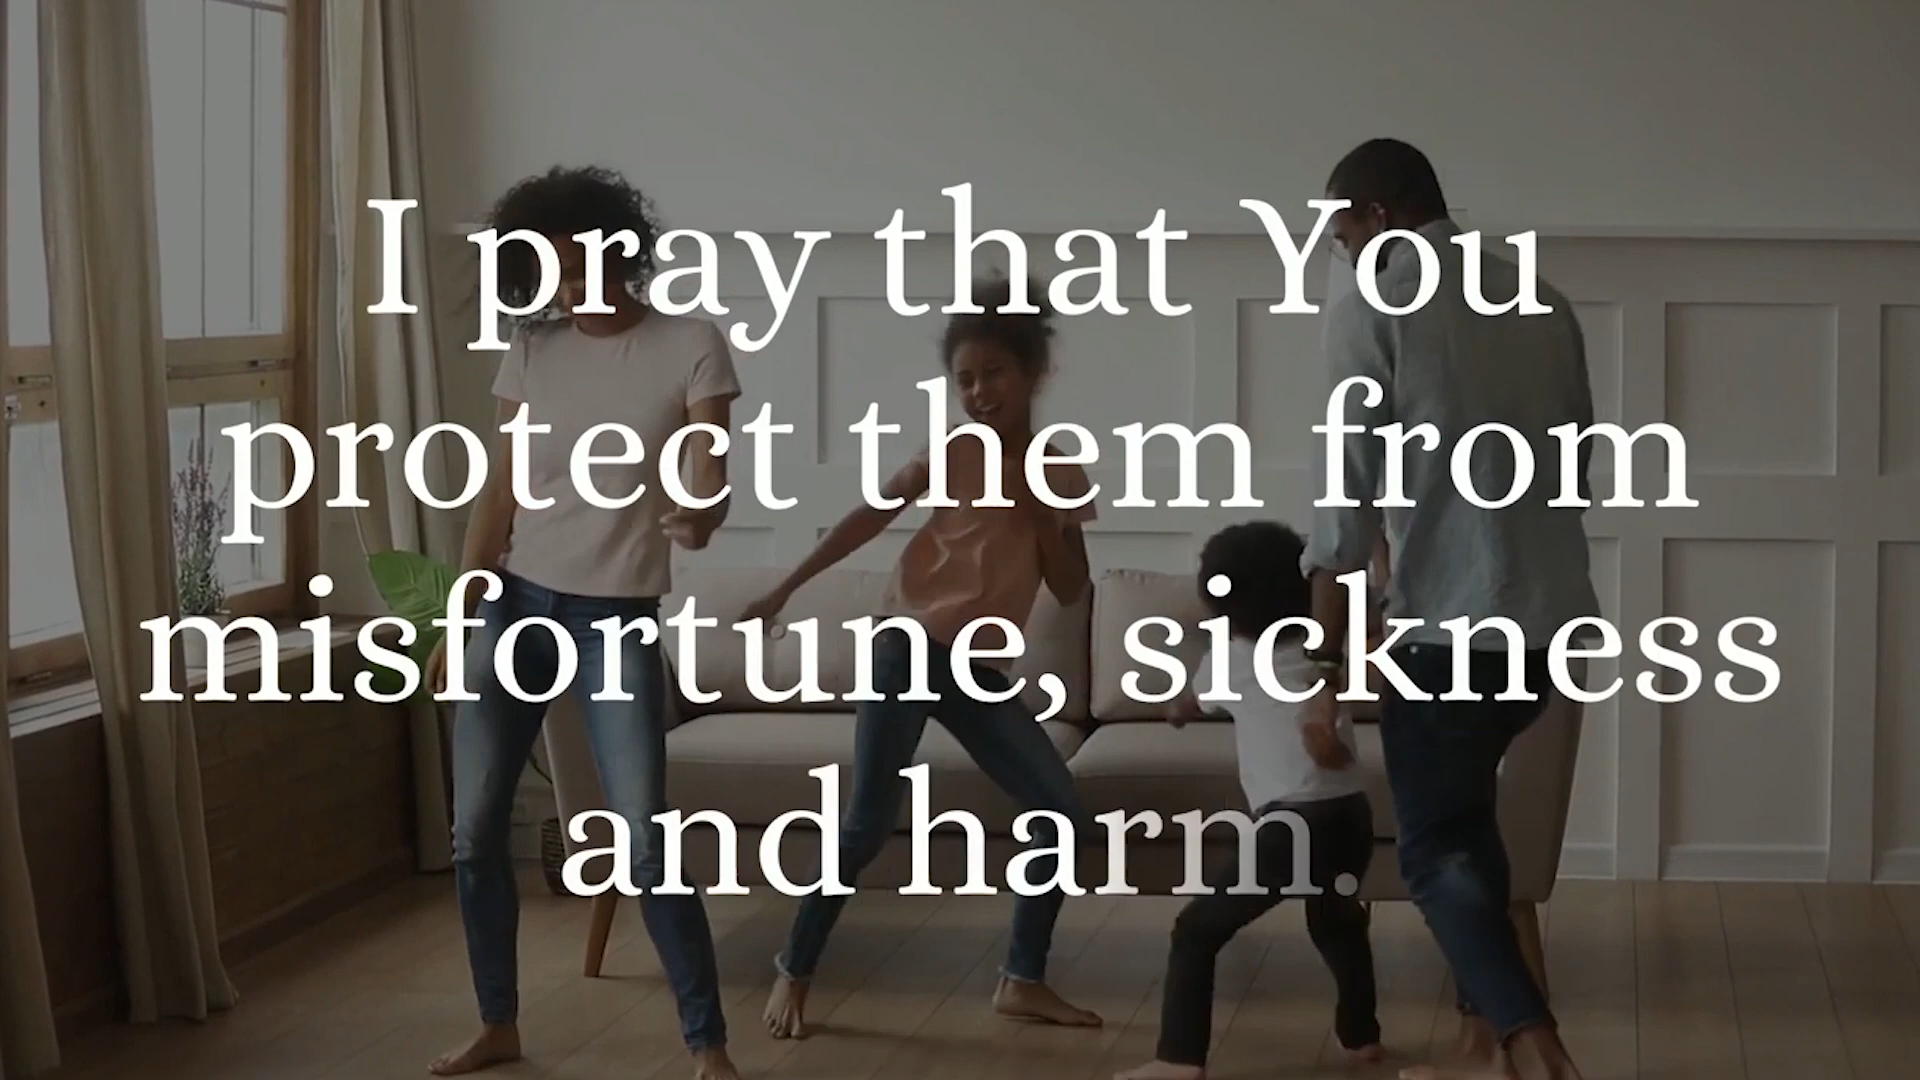 I pray that You
protect them from
misfortune, sickness
and harm.